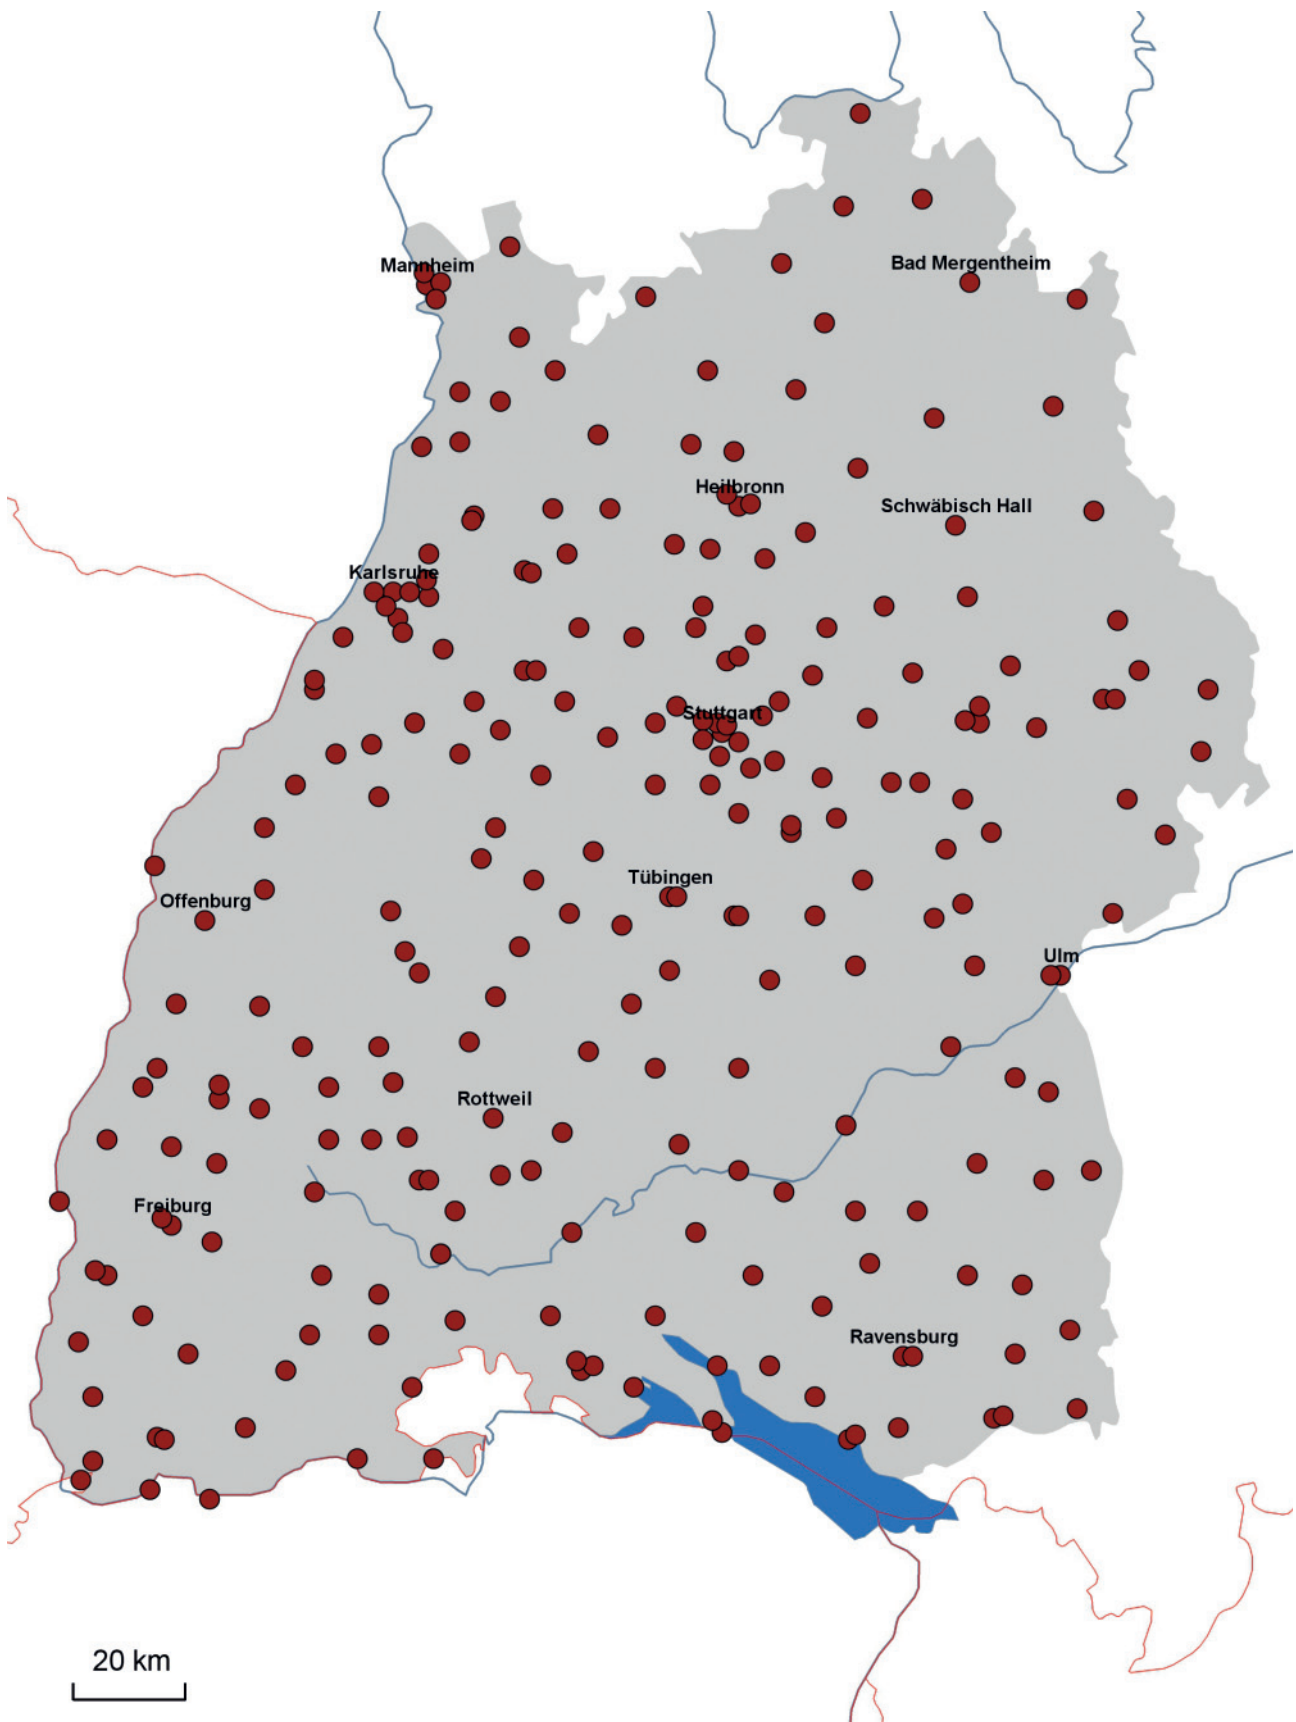 Mannheim
Bad Mergentheim
Heilbronn
Schwäbisch Hall
Karlsruhe
Stuttgart
Tübingen
Offenburg
Ulm
Rottweil
Freiburg
Ravensburg
20 km